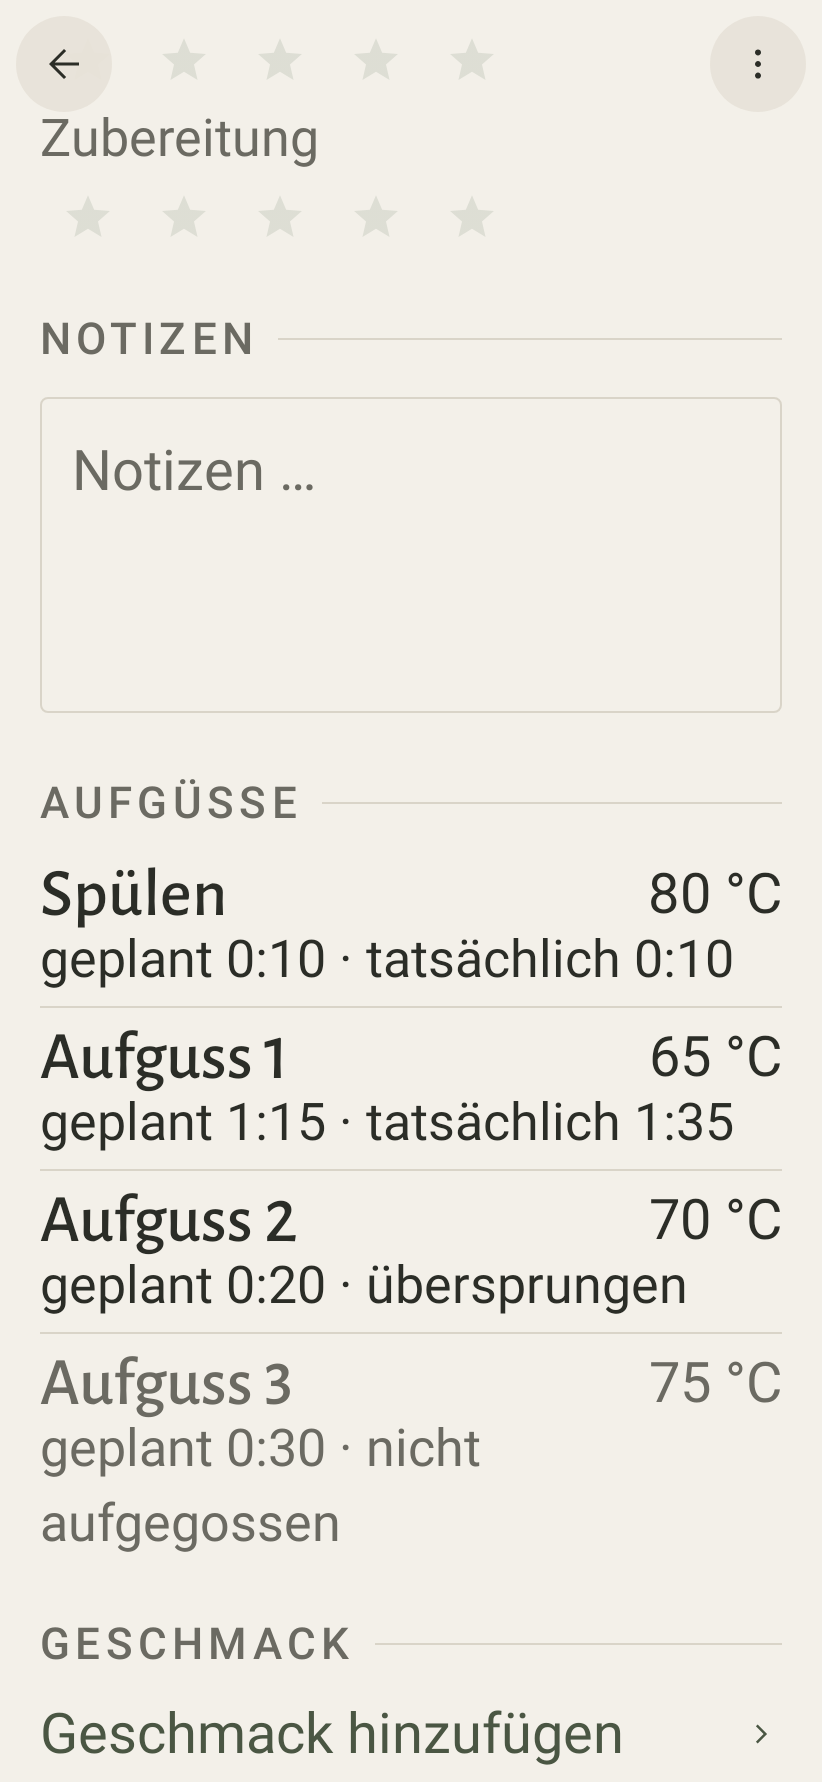 Zubereitung
NOTIZEN
Notizen …
AUFGÜSSE
Spülen 80 °C
geplant 0:10 · tatsächlich 0:10
Aufguss 1 65 °C
geplant 1:15 · tatsächlich 1:35
Aufguss 2 70 °C
geplant 0:20 · übersprungen
Aufguss 3 75 °C
geplant 0:30 · nicht
aufgegossen
GESCHMACK
Geschmack hinzufügen